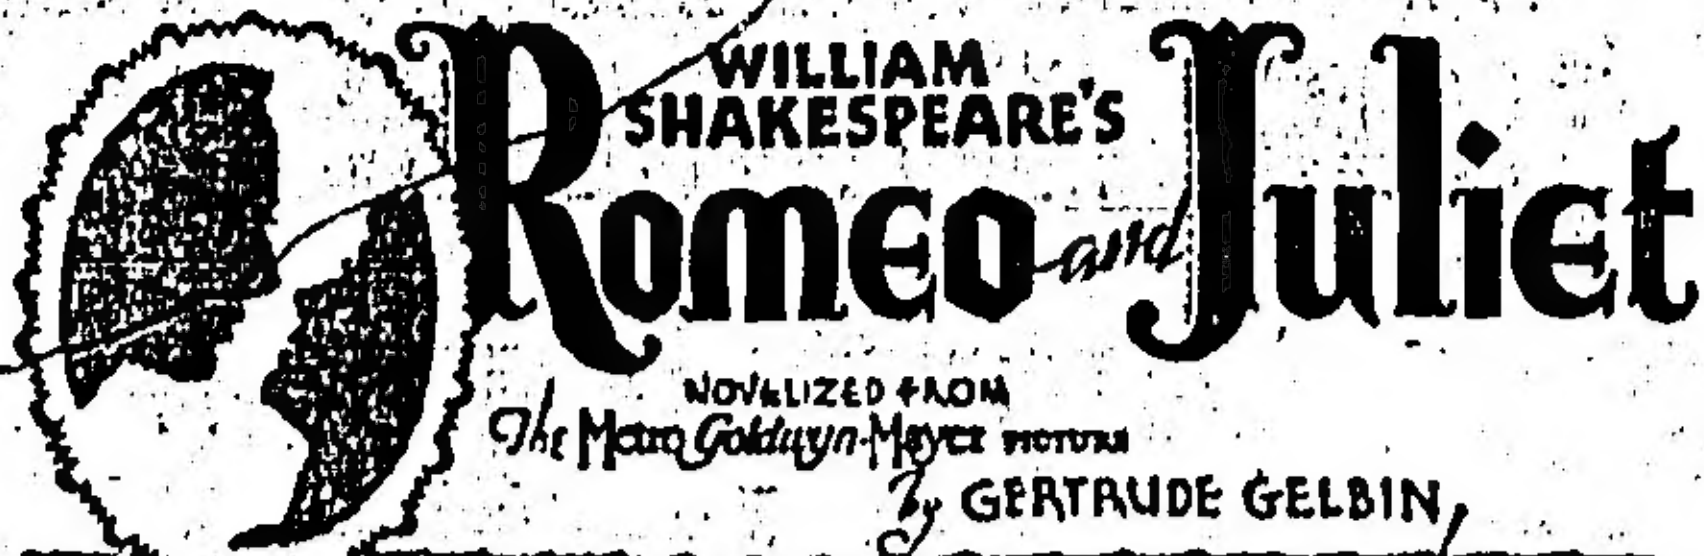 WILLIAM
SHAKESPEARE'S
Romeo and Juliet
NOVELIZED FROM
The Metro Goldwyn-Mayer PICTURE
By GERTRUDE GELBIN